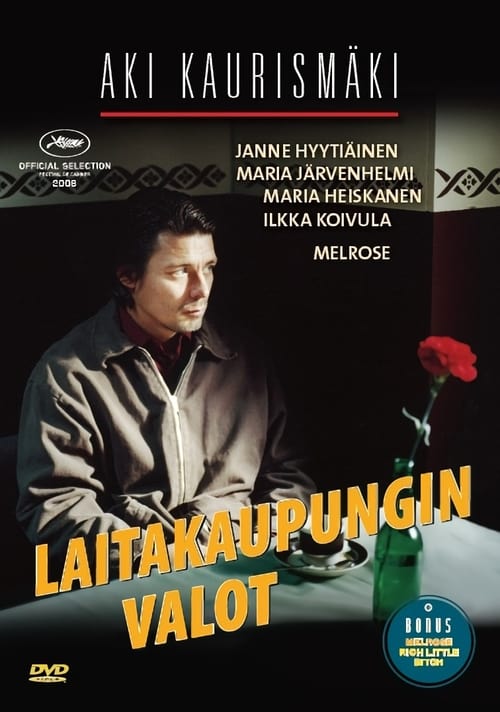 AKI KAURISMÄKI
OFFICIAL SELECTION
FESTIVAL DE CANNES
2006
JANNE HYYTIÄINEN
MARIA JÄRVENHELMI
MARIA HEISKANEN
ILKKA KOIVULA
MELROSE
LAITAKAUPUNGIN
VALOT
BONUS
MELROSE
RICH LITTLE
BITCH
DVD